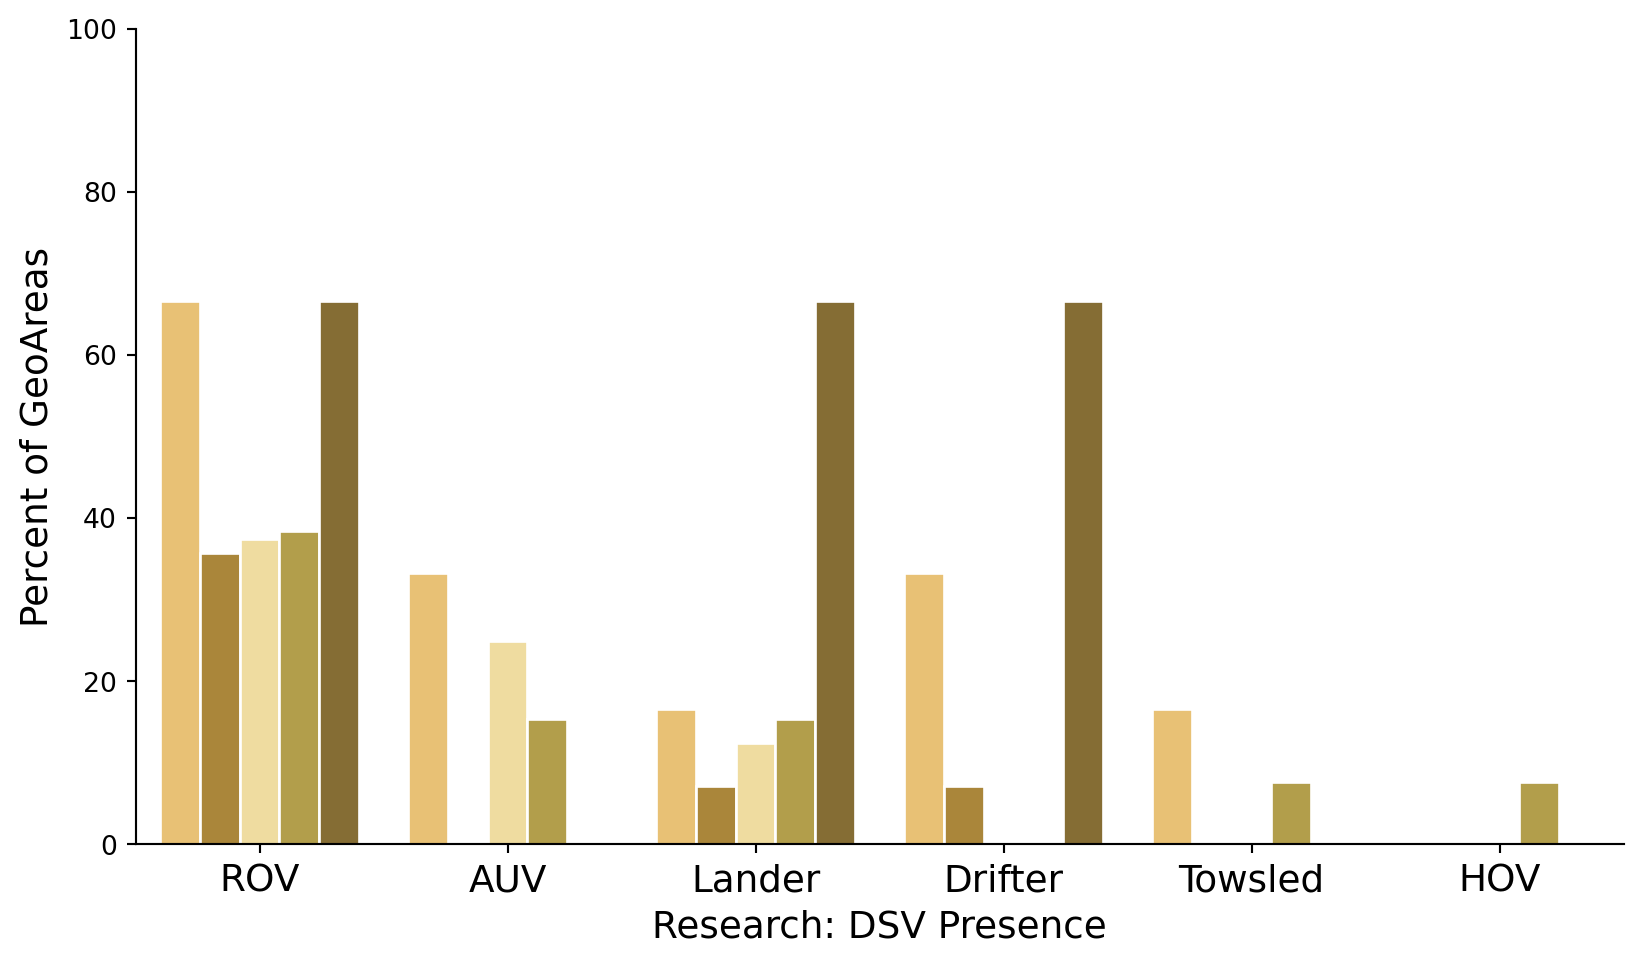 100
80
60
40
20
0
Percent of GeoAreas
ROV AUV Lander Drifter Towsled HOV
Research: DSV Presence